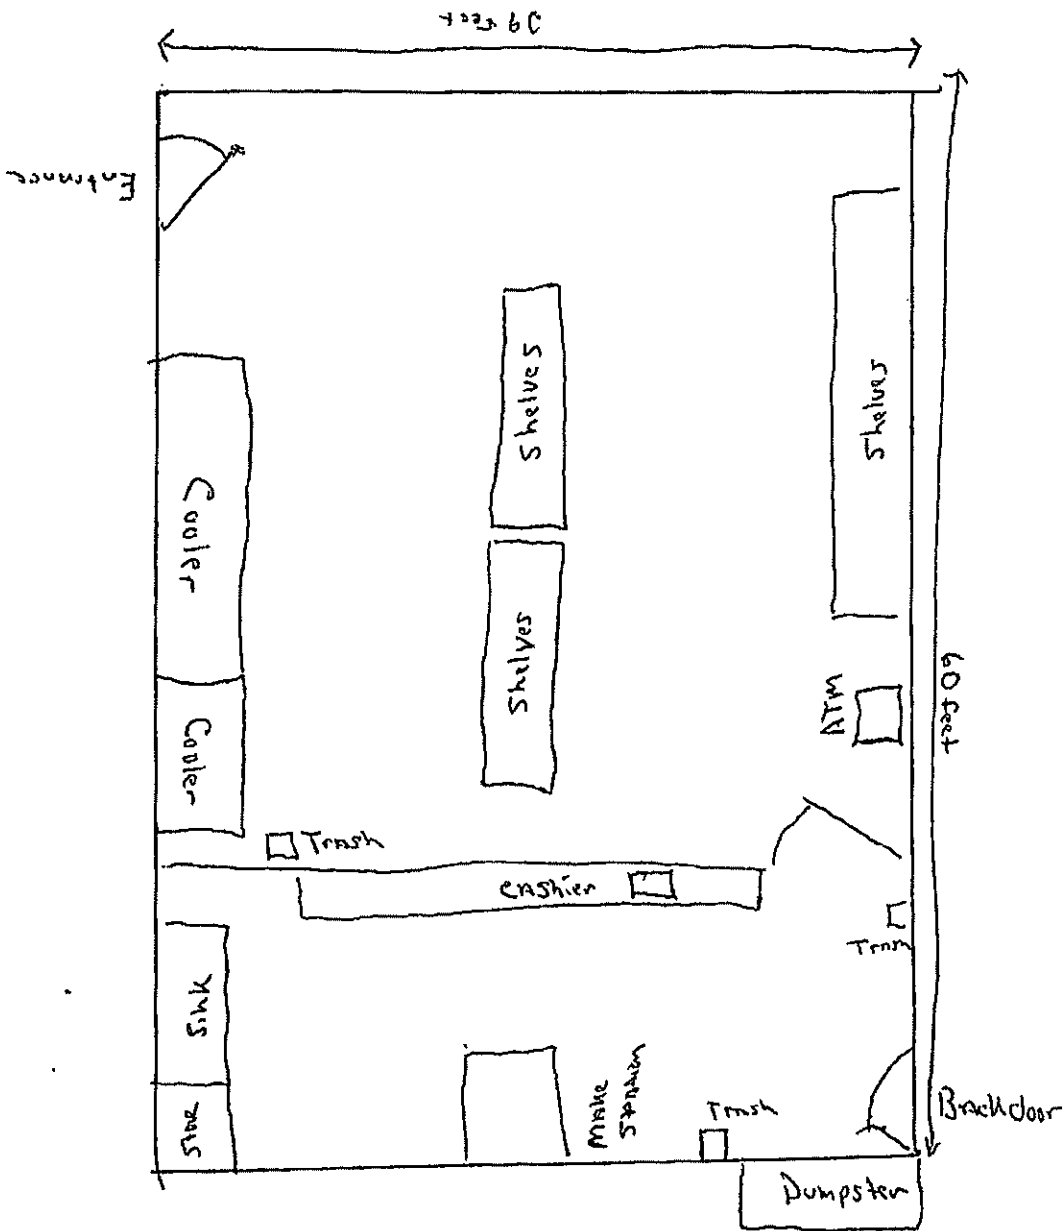 39 feet
Entrance
Shelves
Shelves
Cooler
Shelves
60 feet
ATM
Cooler
Trash
Cashier
Trash
Sink
Make
Station
Trash
Backdoor
Stove
Dumpster